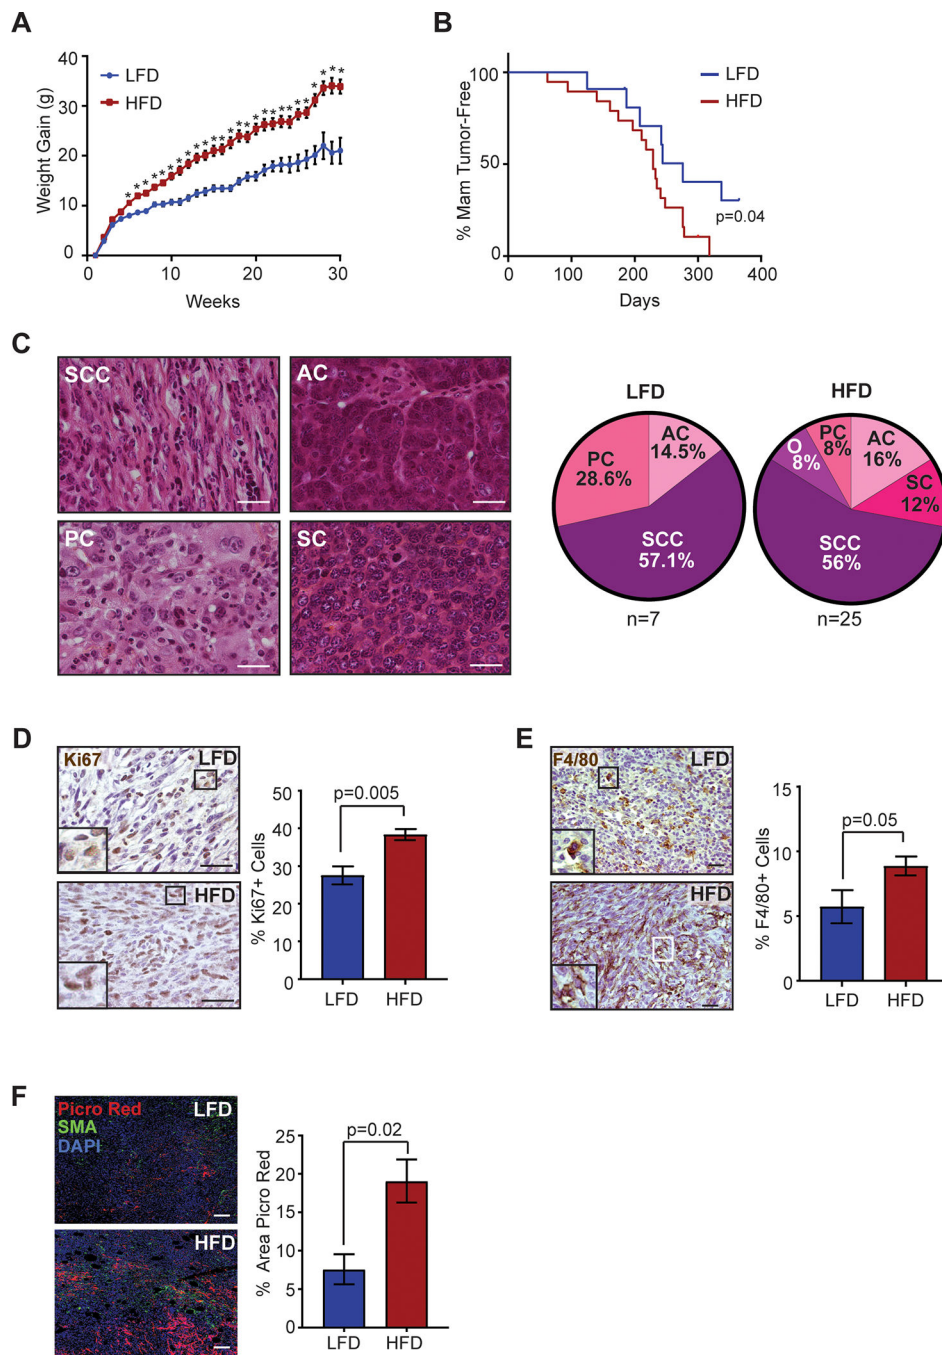 A
LFD
HFD
Weight Gain (g)
40
30
20
10
0
* * * * * * * * * * * * * * * * * * * * * * * * * *
0
10
20
30
Weeks
B
LFD
HFD
% Mam Tumor-Free
100
50
0
p=0.04
0
100
200
300
400
Days
C
SCC
AC
PC
SC
LFD
AC
14.5%
PC
28.6%
SCC
57.1%
n=7
HFD
PC
8%
AC
16%
O
8%
SC
12%
SCC
56%
n=25
D
Ki67
LFD
HFD
% Ki67+ Cells
50
40
30
20
10
0
p=0.005
LFD
HFD
E
F4/80
LFD
HFD
% F4/80+ Cells
15
10
5
0
p=0.05
LFD
HFD
F
Picro Red
SMA
DAPI
LFD
HFD
% Area Picro Red
25
20
15
10
5
0
p=0.02
LFD
HFD